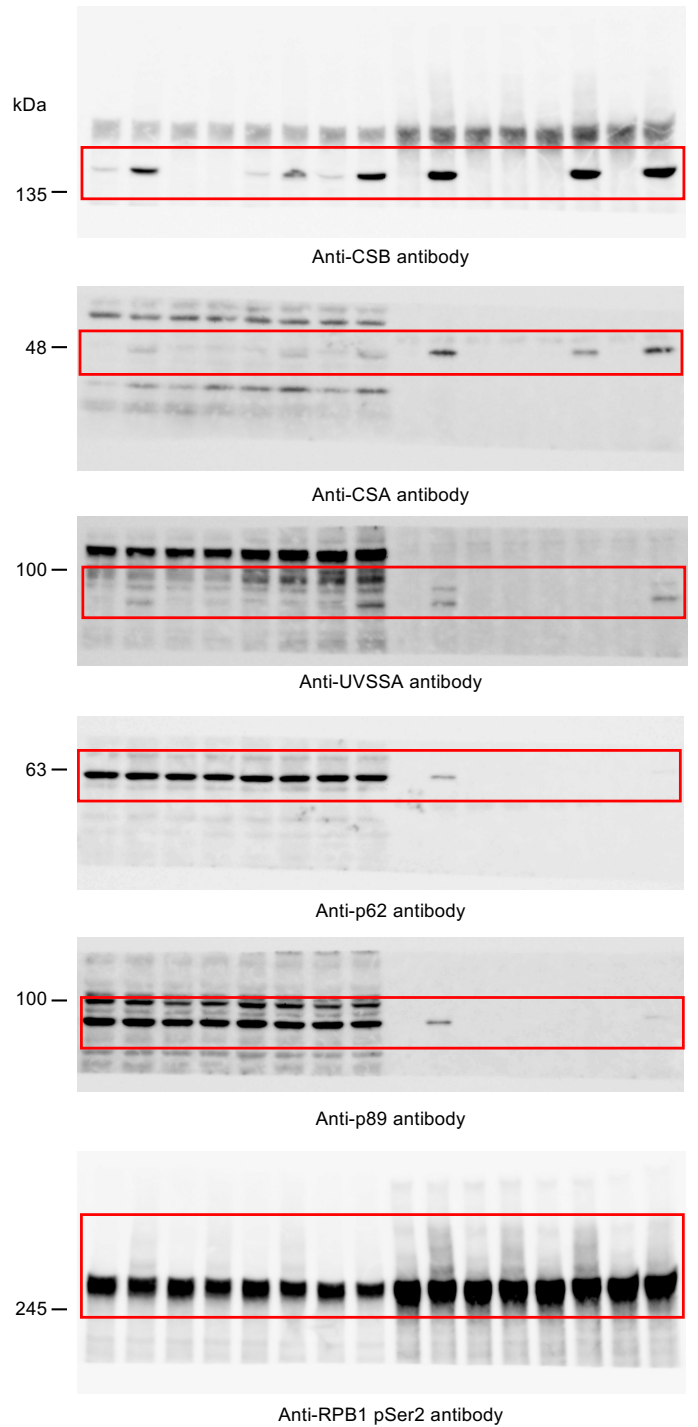 kDa
135
Anti-CSB antibody
48
Anti-CSA antibody
100
Anti-UVSSA antibody
63
Anti-p62 antibody
100
Anti-p89 antibody
245
Anti-RPB1 pSer2 antibody